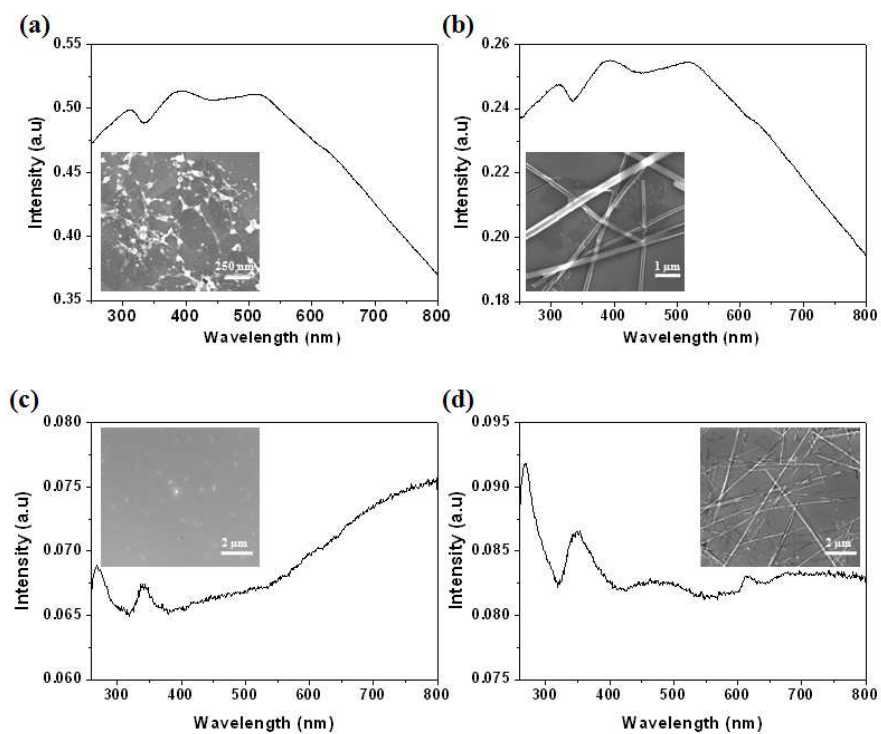 (a)
0.55
0.50
0.45
0.40
0.35
Intensity (a.u)
250 nm
300 400 500 600 700 800
Wavelength (nm)
(b)
0.26
0.24
0.22
0.20
0.18
Intensity (a.u)
1 μm
300 400 500 600 700 800
Wavelength (nm)
(c)
0.080
0.075
0.070
0.065
0.060
Intensity (a.u)
2 μm
300 400 500 600 700 800
Wavelength (nm)
(d)
0.095
0.090
0.085
0.080
0.075
Intensity (a.u)
2 μm
300 400 500 600 700 800
Wavelength (nm)